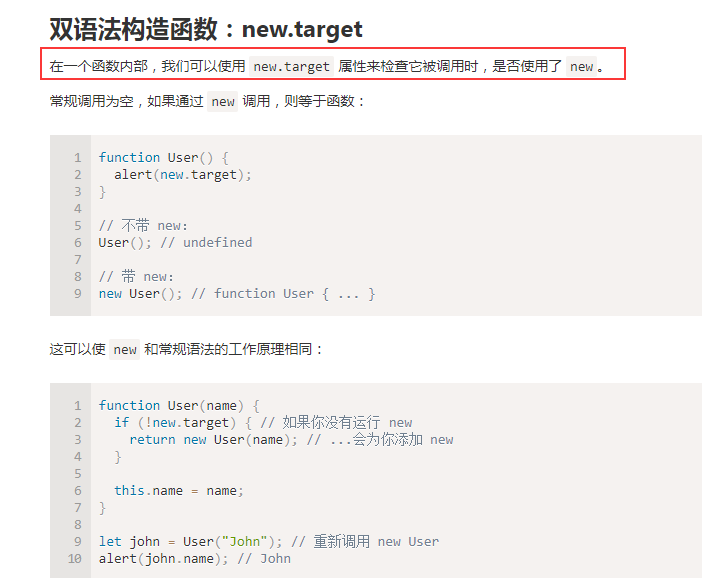 双语法构造函数：new.target
在一个函数内部，我们可以使用 new.target 属性来检查它被调用时，是否使用了 new。
常规调用为空，如果通过 new 调用，则等于函数：
1 function User() {
2   alert(new.target);
3 }
4
5 // 不带 new:
6 User(); // undefined
7
8 // 带 new:
9 new User(); // function User { ... }
这可以使 new 和常规语法的工作原理相同：
1 function User(name) {
2   if (!new.target) { // 如果你没有运行 new
3     return new User(name); // ...会为你添加 new
4   }
5
6   this.name = name;
7 }
8
9 let john = User("John"); // 重新调用 new User
10 alert(john.name); // John